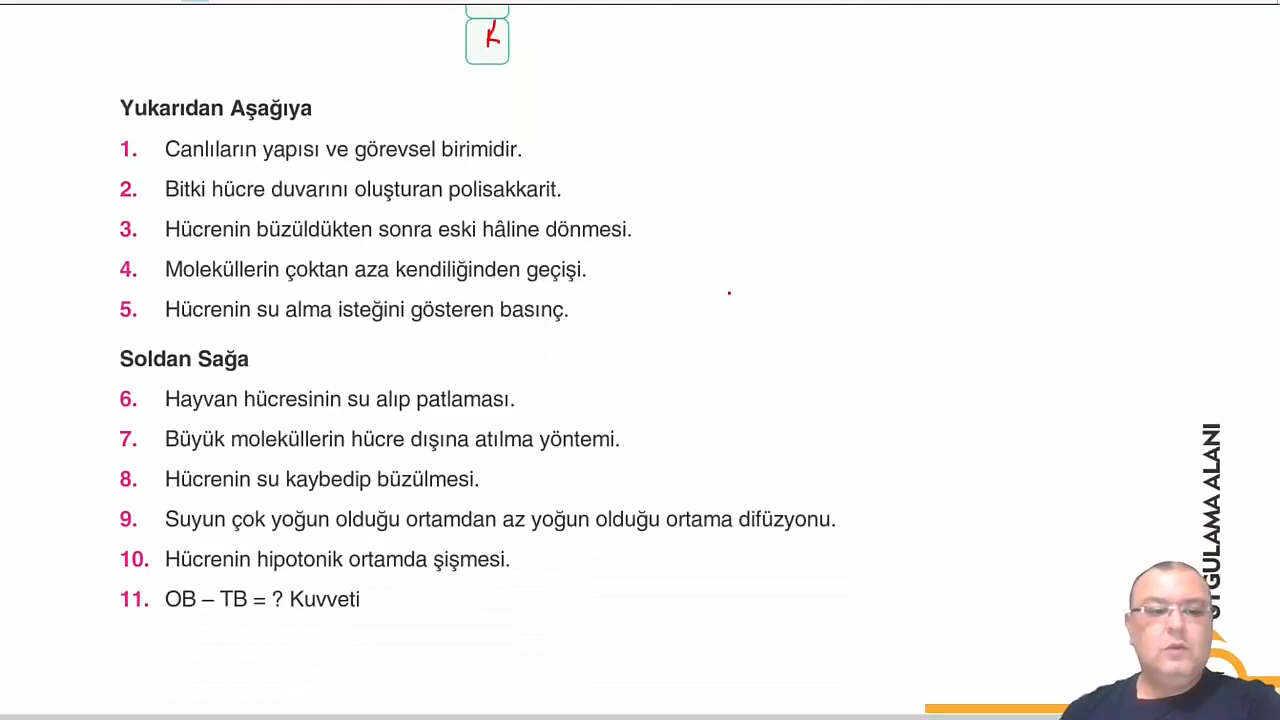 K
Yukarıdan Aşağıya
1. Canlıların yapısı ve görevsel birimidir.
2. Bitki hücre duvarını oluşturan polisakkarit.
3. Hücrenin büzüldükten sonra eski hâline dönmesi.
4. Moleküllerin çoktan aza kendiliğinden geçişi.
5. Hücrenin su alma isteğini gösteren basınç.
Soldan Sağa
6. Hayvan hücresinin su alıp patlaması.
7. Büyük moleküllerin hücre dışına atılma yöntemi.
8. Hücrenin su kaybedip büzülmesi.
9. Suyun çok yoğun olduğu ortamdan az yoğun olduğu ortama difüzyonu.
10. Hücrenin hipotonik ortamda şişmesi.
11. OB – TB = ? Kuvveti
UYGULAMA ALANI